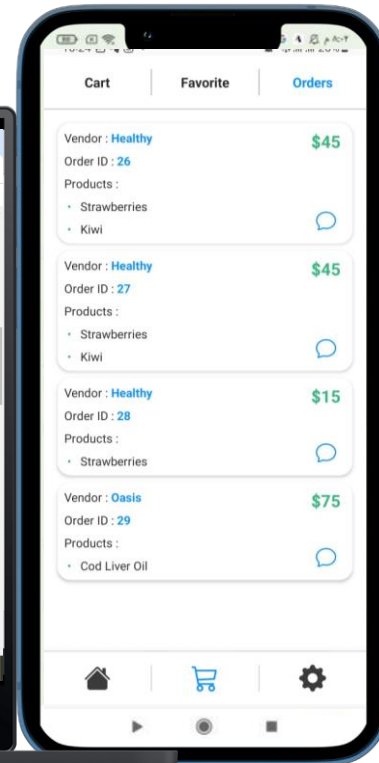 Cart
Favorite
Orders
Vendor : Healthy
$45
Order ID : 26
Products :
• Strawberries
• Kiwi
Vendor : Healthy
$45
Order ID : 27
Products :
• Strawberries
• Kiwi
Vendor : Healthy
$15
Order ID : 28
Products :
• Strawberries
Vendor : Oasis
$75
Order ID : 29
Products :
• Cod Liver Oil